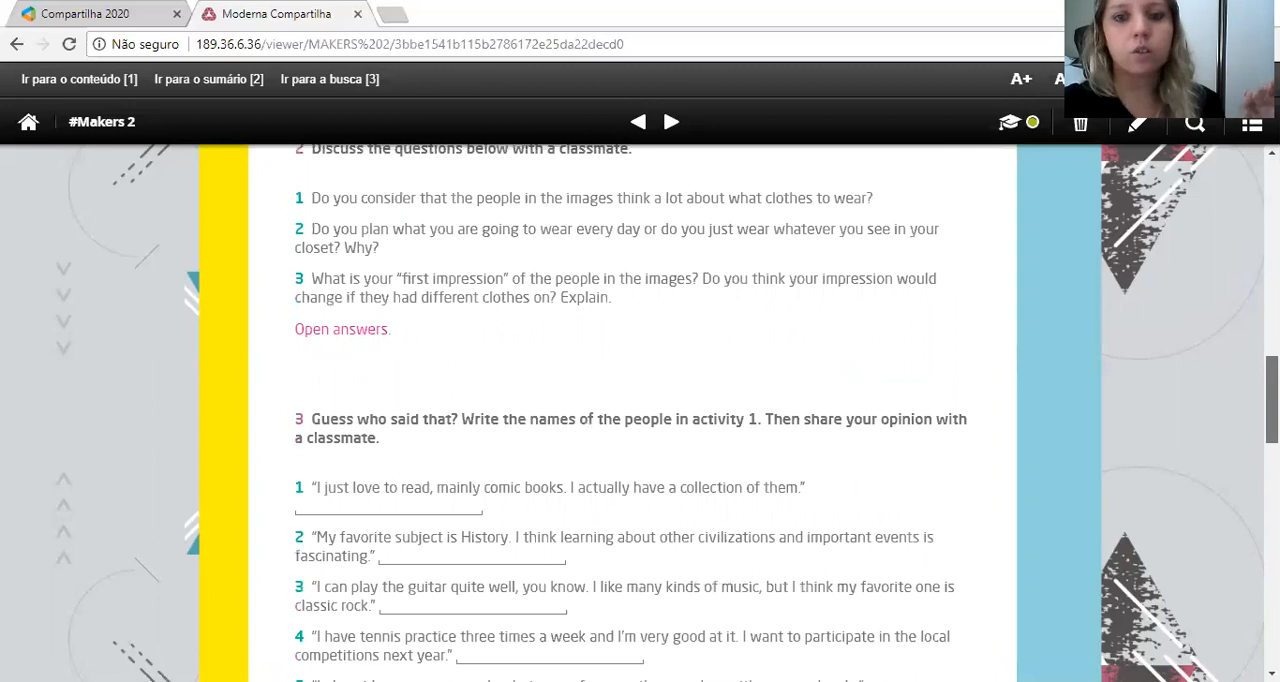 Compartilha 2020
Moderna Compartilha
Não seguro
189.36.6.36/viewer/MAKERS%202/3bbe1541b115b2786172e25da22decd0
Ir para o conteúdo [1] Ir para o sumário [2] Ir para a busca [3]
A+
#Makers 2
2 Discuss the questions below with a classmate.
1 Do you consider that the people in the images think a lot about what clothes to wear?
2 Do you plan what you are going to wear every day or do you just wear whatever you see in your
closet? Why?
3 What is your “first impression” of the people in the images? Do you think your impression would
change if they had different clothes on? Explain.
Open answers.
3 Guess who said that? Write the names of the people in activity 1. Then share your opinion with
a classmate.
1 “I just love to read, mainly comic books. I actually have a collection of them.”
2 “My favorite subject is History. I think learning about other civilizations and important events is
fascinating.”
3 “I can play the guitar quite well, you know. I like many kinds of music, but I think my favorite one is
classic rock.”
4 “I have tennis practice three times a week and I’m very good at it. I want to participate in the local
competitions next year.”